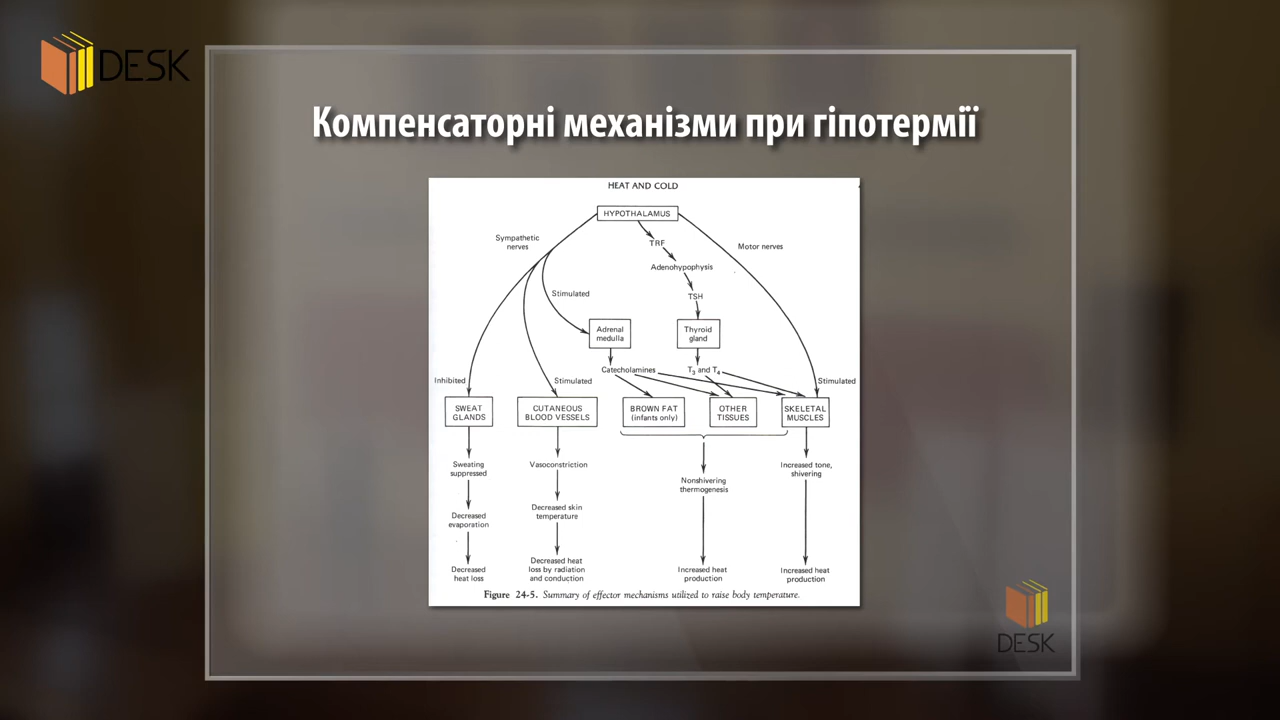 DESK
Компенсаторні механізми при гіпотермії
HEAT AND COLD
HYPOTHALAMUS
Sympathetic
nerves
TRF
Motor nerves
Adenohypophysis
Stimulated
TSH
Adrenal
medulla
Thyroid
gland
Catecholamines
T₃ and T₄
Inhibited
Stimulated
Stimulated
SWEAT
GLANDS
CUTANEOUS
BLOOD VESSELS
BROWN FAT
(infants only)
OTHER
TISSUES
SKELETAL
MUSCLES
Sweating
suppressed
Vasoconstriction
Nonshivering
thermogenesis
Increased tone,
shivering
Decreased
evaporation
Decreased skin
temperature
Decreased
heat loss
Decreased heat
loss by radiation
and conduction
Increased heat
production
Increased heat
production
Figure 24-5. Summary of effector mechanisms utilized to raise body temperature.
DESK